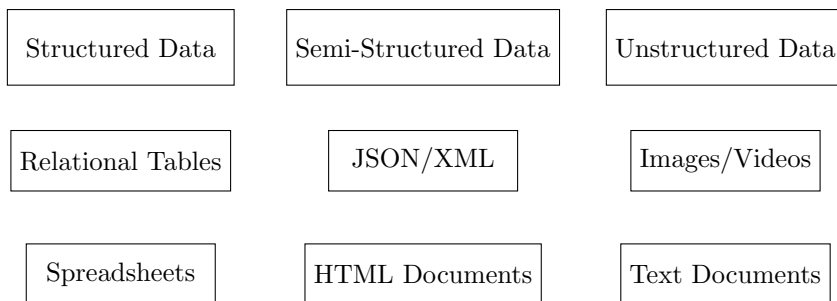 Structured Data
Semi-Structured Data
Unstructured Data
Relational Tables
JSON/XML
Images/Videos
Spreadsheets
HTML Documents
Text Documents